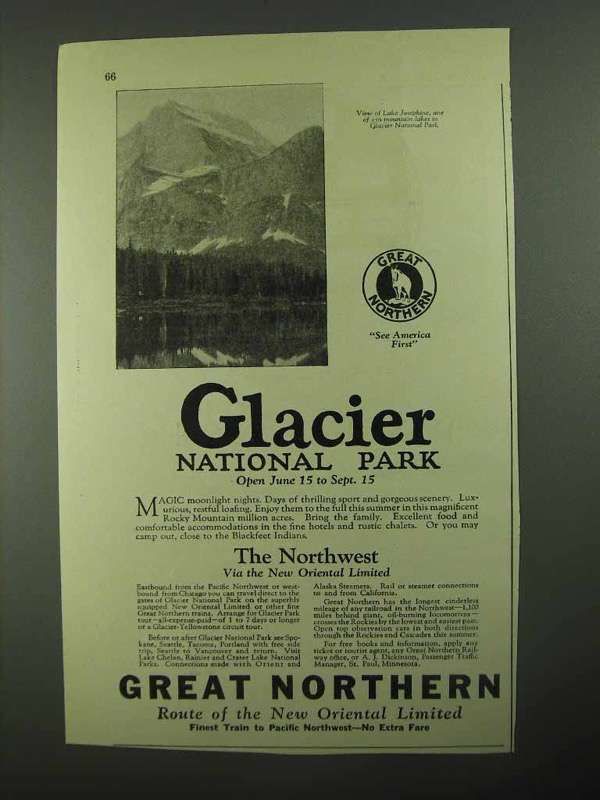 66
View of Lake Josephine, one
of 250 mountain lakes in
Glacier National Park.
GREAT
NORTHERN
"See America
First"
Glacier
NATIONAL PARK
Open June 15 to Sept. 15
MAGIC moonlight nights. Days of thrilling sport and gorgeous scenery. Lux-
urious, restful loafing. Enjoy them to the full this summer in this magnificent
Rocky Mountain million acres. Bring the family. Excellent food and
comfortable accommodations in the fine hotels and rustic chalets. Or you may
camp out, close to the Blackfeet Indians.
The Northwest
Via the New Oriental Limited
Eastbound from the Pacific Northwest or west-
bound from Chicago you can travel direct to the
gates of Glacier National Park on the superbly
equipped New Oriental Limited or other fine
Great Northern trains. Arrange for Glacier Park
tour—all-expense-paid—of 1 to 7 days or longer
or a Glacier-Yellowstone circuit tour.
Before or after Glacier National Park see Spo-
kane, Seattle, Tacoma, Portland with free side
trip, Seattle to Vancouver and return. Visit
Lake Chelan, Rainier and Crater Lake National
Parks. Connections made with Orient and
Alaska Steamers. Rail or steamer connections
to and from California.
Great Northern has the longest cinderless
mileage of any railroad in the Northwest—1,100
miles behind giant, oil-burning locomotives—
crosses the Rockies by the lowest and easiest pass.
Open top observation cars in both directions
through the Rockies and Cascades this summer.
For free books and information, apply any
ticket or tourist agent, any Great Northern Rail-
way office, or A. J. Dickinson, Passenger Traffic
Manager, St. Paul, Minnesota.
GREAT NORTHERN
Route of the New Oriental Limited
Finest Train to Pacific Northwest—No Extra Fare